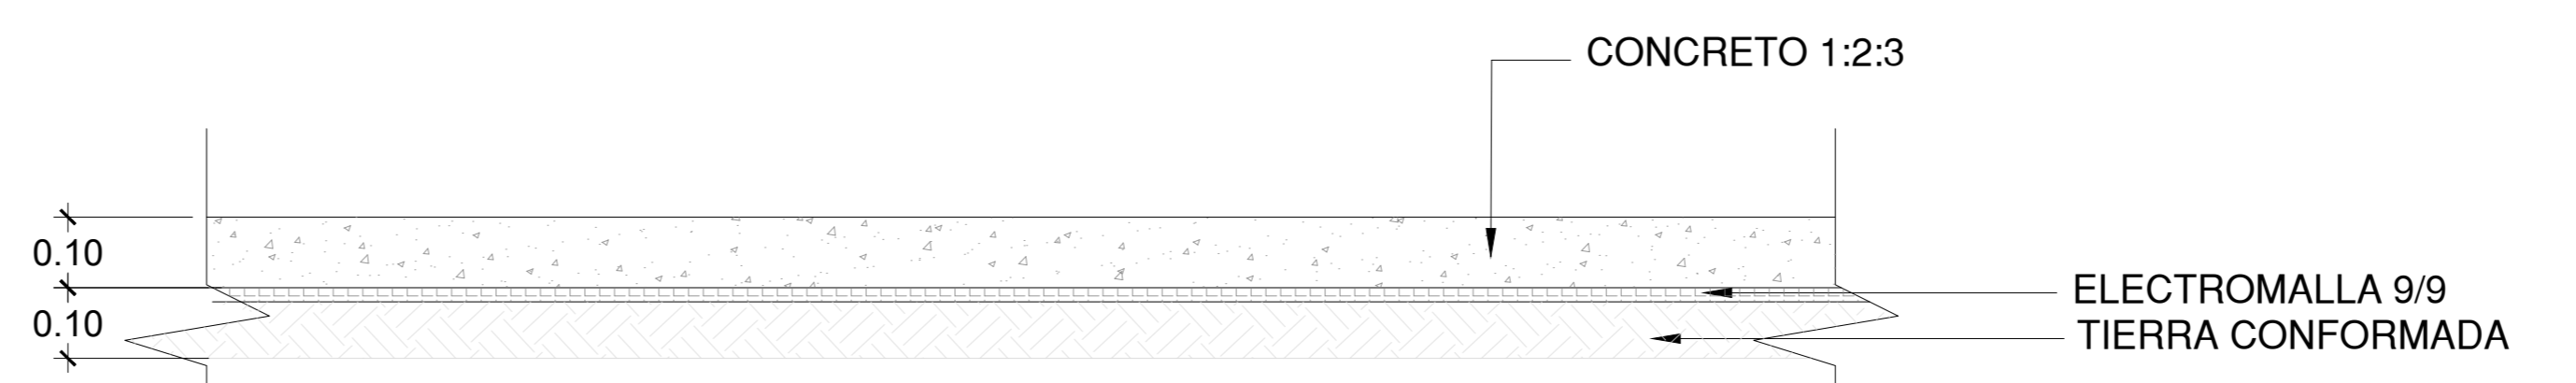 CONCRETO 1:2:3
0.10
ELECTROMALLA 9/9
0.10
TIERRA CONFORMADA